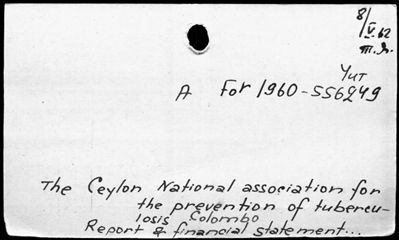 8/V.62
Чит
A For 1960-556249
The Ceylon National association for
the prevention of tubercu-
losis Colombo
Report & financial statement...